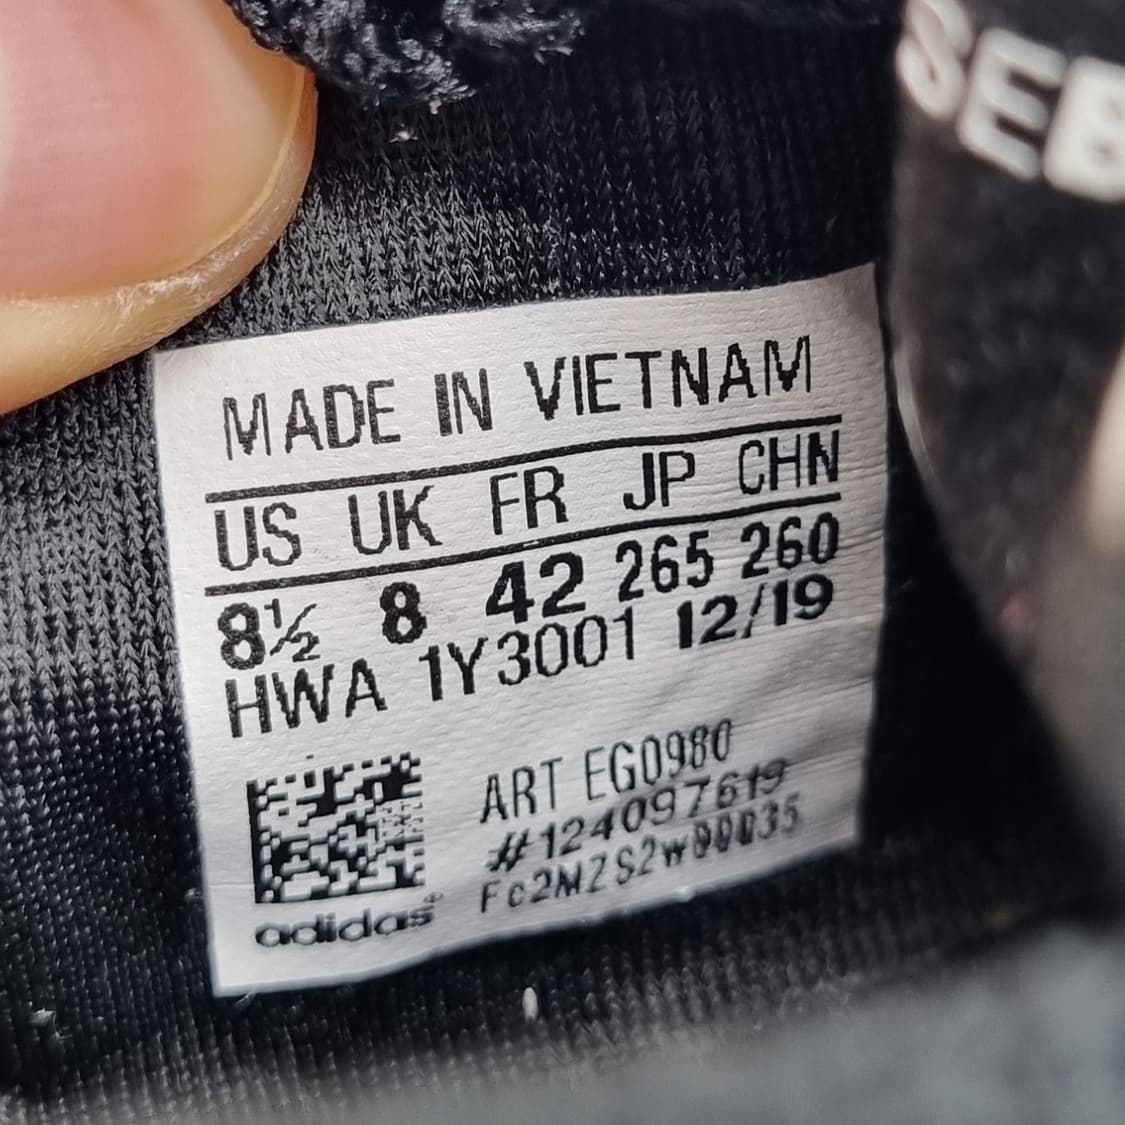 SEB
MADE IN VIETNAM
US UK FR JP CHN
8½ 8 42 265 260
HWA 1Y3001 12/19
ART EG0980
#124097619
Fc2MZS2w00035
adidas